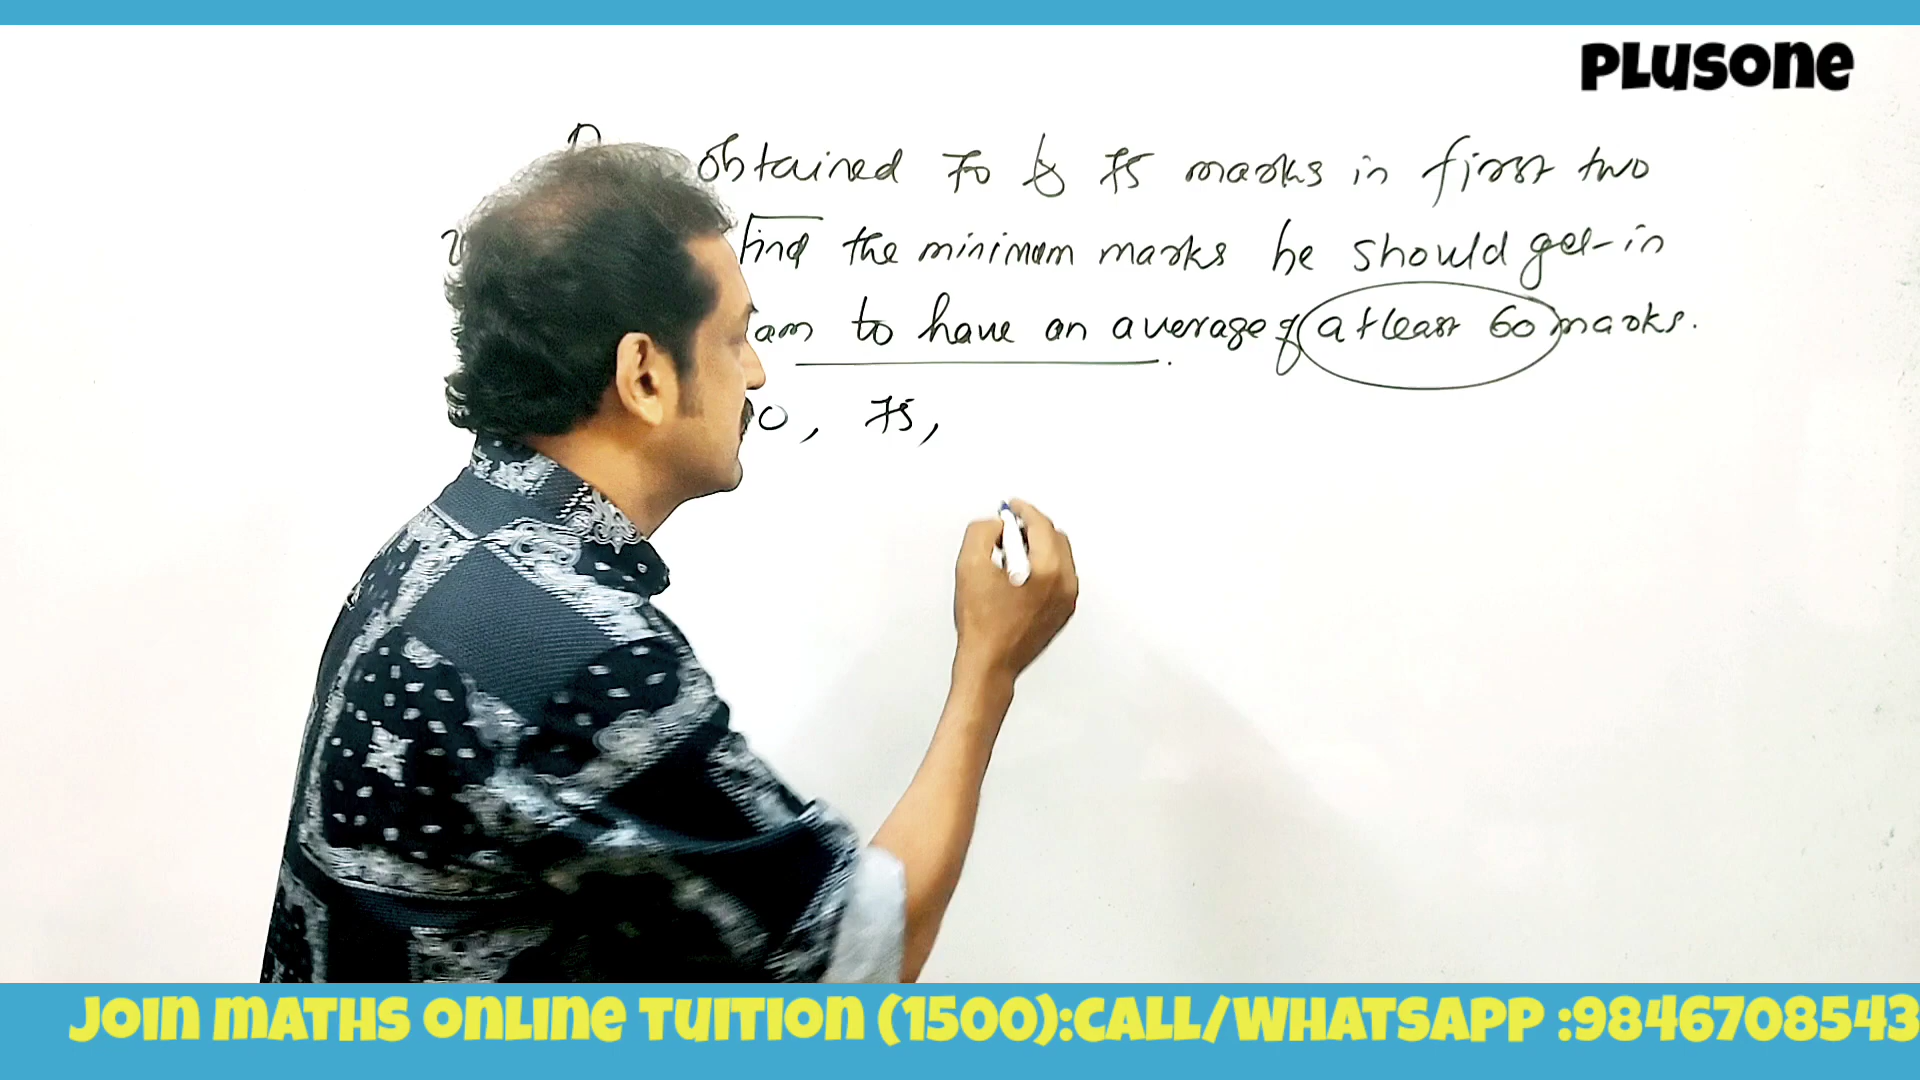 PLUSONE
obtained 70 & 75 marks in first two
Find the minimum marks he should get in
am to have an average of atleast 60 marks.
0, 75,
JOIN MATHS ONLINE TUITION (1500):CALL/WHATSAPP :9846708543